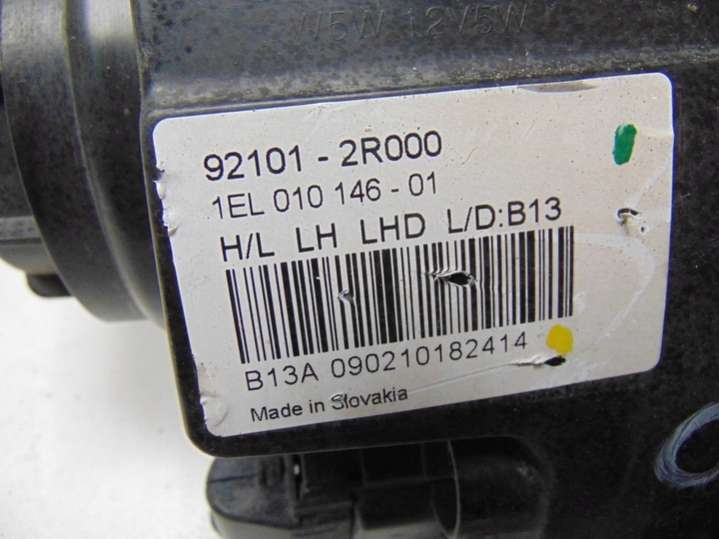 W5W 12V5W
92101 - 2R000
1EL 010 146 - 01
H/L LH LHD L/D:B13
B13A 090210182414
Made in Slovakia